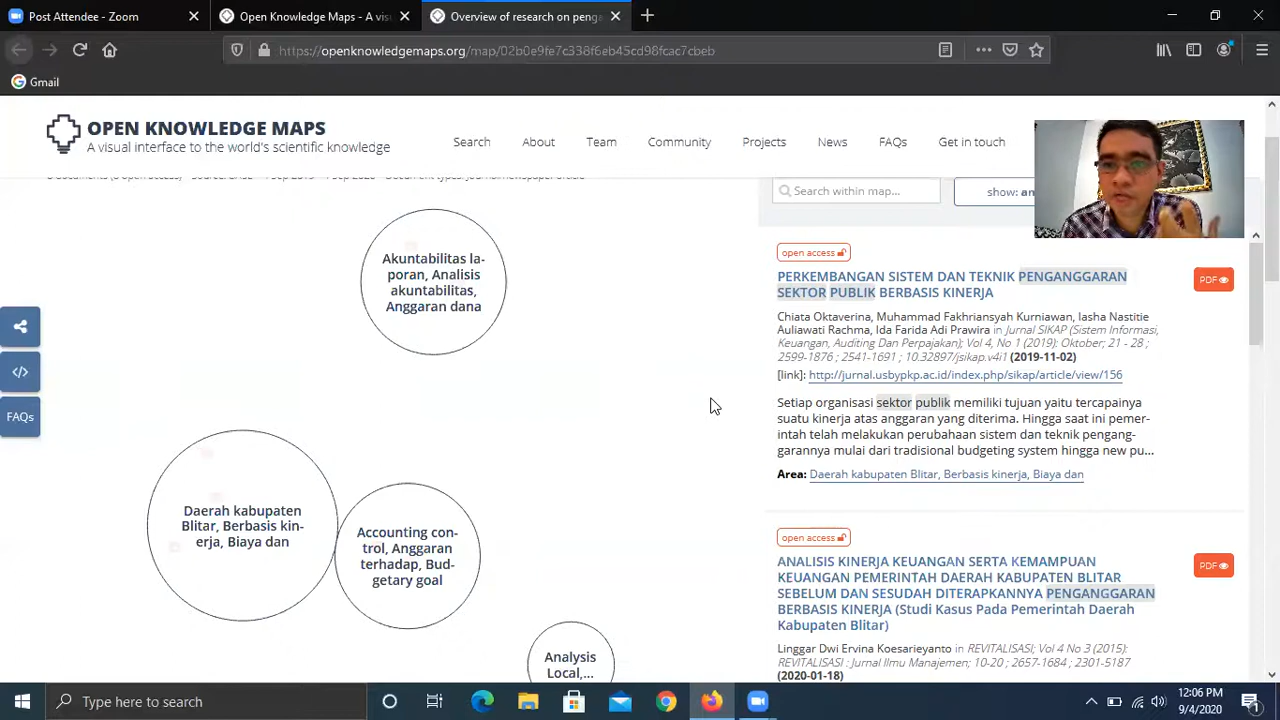 Post Attendee - Zoom
Open Knowledge Maps - A vis
Overview of research on penga
https://openknowledgemaps.org/map/02b0e9fe7c338f6eb45cd98fcac7cbeb
Gmail
OPEN KNOWLEDGE MAPS
A visual interface to the world's scientific knowledge
Search
About
Team
Community
Projects
News
FAQs
Get in touch
Search within map...
show: an
Akuntabilitas la-
poran, Analisis
akuntabilitas,
Anggaran dana
Daerah kabupaten
Blitar, Berbasis kin-
erja, Biaya dan
Accounting con-
trol, Anggaran
terhadap, Bud-
getary goal
Analysis
Local,...
</>
FAQs
open access
PDF
PERKEMBANGAN SISTEM DAN TEKNIK PENGANGGARAN
SEKTOR PUBLIK BERBASIS KINERJA
Chiata Oktaverina, Muhammad Fakhriansyah Kurniawan, Iasha Nastitie
Auliawati Rachma, Ida Farida Adi Prawira in Jurnal SIKAP (Sistem Informasi,
Keuangan, Auditing Dan Perpajakan); Vol 4, No 1 (2019): Oktober; 21 - 28 ;
2599-1876 ; 2541-1691 ; 10.32897/jsikap.v4i1 (2019-11-02)
[link]: http://jurnal.usbypkp.ac.id/index.php/sikap/article/view/156
Setiap organisasi sektor publik memiliki tujuan yaitu tercapainya
suatu kinerja atas anggaran yang diterima. Hingga saat ini pemer-
intah telah melakukan perubahaan sistem dan teknik pengang-
garannya mulai dari tradisional budgeting system hingga new pu...
Area: Daerah kabupaten Blitar, Berbasis kinerja, Biaya dan
open access
PDF
ANALISIS KINERJA KEUANGAN SERTA KEMAMPUAN
KEUANGAN PEMERINTAH DAERAH KABUPATEN BLITAR
SEBELUM DAN SESUDAH DITERAPKANNYA PENGANGGARAN
BERBASIS KINERJA (Studi Kasus Pada Pemerintah Daerah
Kabupaten Blitar)
Linggar Dwi Ervina Koesarieyanto in REVITALISASI; Vol 4 No 3 (2015):
REVITALISASI : Jurnal Ilmu Manajemen; 10-20 ; 2657-1684 ; 2301-5187
(2020-01-18)
Type here to search
12:06 PM
9/4/2020
1